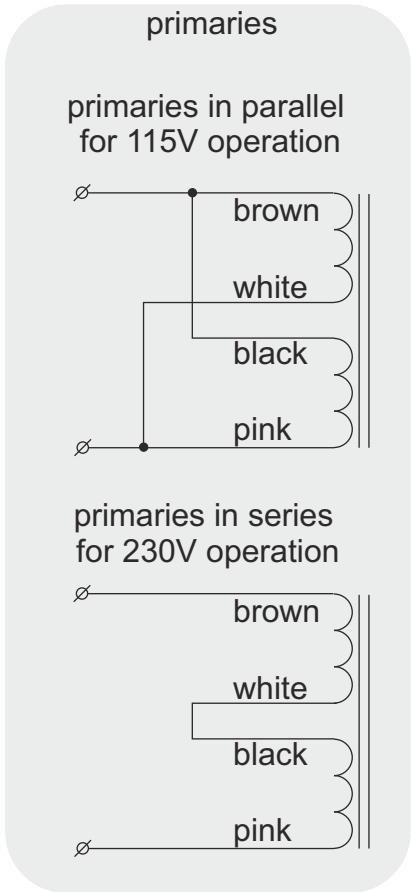 primaries
primaries in parallel
for 115V operation
brown
white
black
pink
primaries in series
for 230V operation
brown
white
black
pink